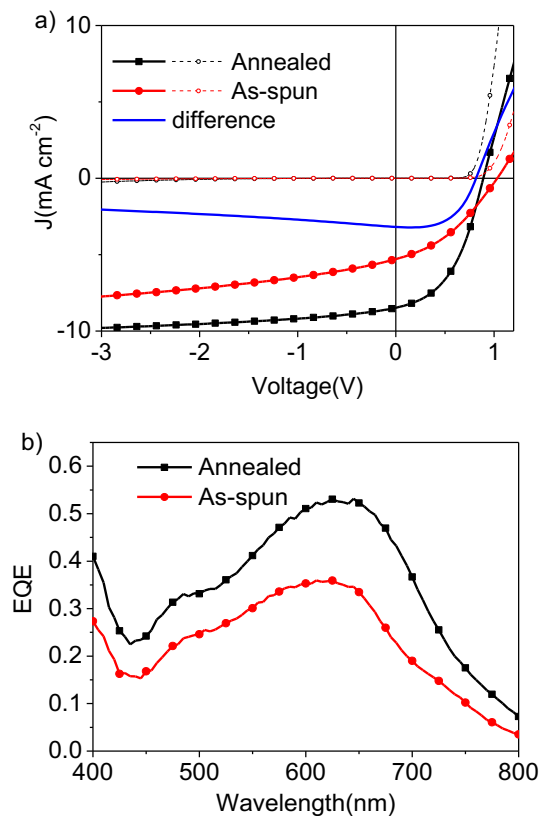 a)
10
0
-10
J(mA cm-2)
Annealed
As-spun
difference
-3 -2 -1 0 1
Voltage(V)
b)
0.6
0.5
0.4
0.3
0.2
0.1
0.0
EQE
Annealed
As-spun
400 500 600 700 800
Wavelength(nm)